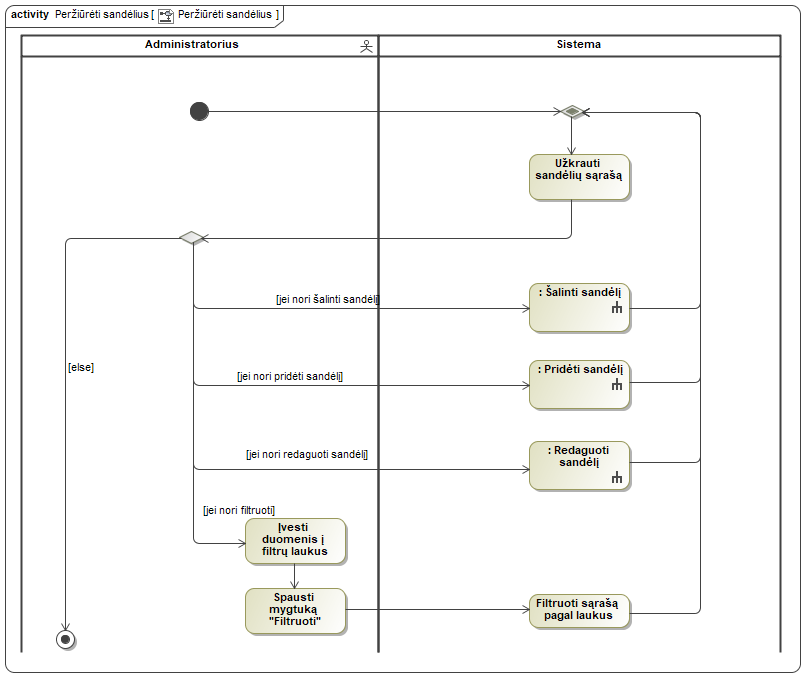 activity Peržiūrėti sandėlius [ Peržiūrėti sandėlius ]
Administratorius
Sistema
Užkrauti
sandėlių sąrašą
: Šalinti sandėlį
[jei nori šalinti sandėlį]
[else]
: Pridėti sandėlį
[jei nori pridėti sandėlį]
: Redaguoti
sandėlį
[jei nori redaguoti sandėlį]
[jei nori filtruoti]
Įvesti
duomenis į
filtrų laukus
Spausti
mygtuką
"Filtruoti"
Filtruoti sąrašą
pagal laukus